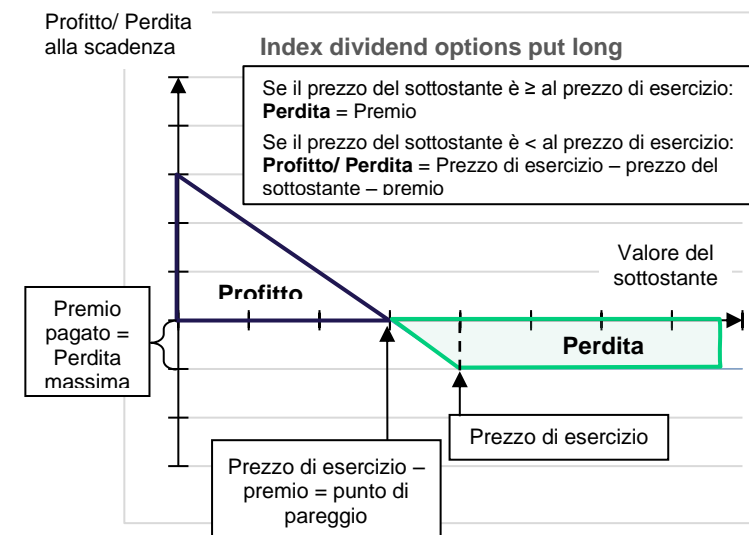 Profitto/ Perdita
alla scadenza
Index dividend options put long
Se il prezzo del sottostante è ≥ al prezzo di esercizio:
Perdita = Premio
Se il prezzo del sottostante è < al prezzo di esercizio:
Profitto/ Perdita = Prezzo di esercizio – prezzo del
sottostante – premio
Valore del
sottostante
Profitto
Premio
pagato =
Perdita
massima
Perdita
Prezzo di esercizio
Prezzo di esercizio –
premio = punto di
pareggio